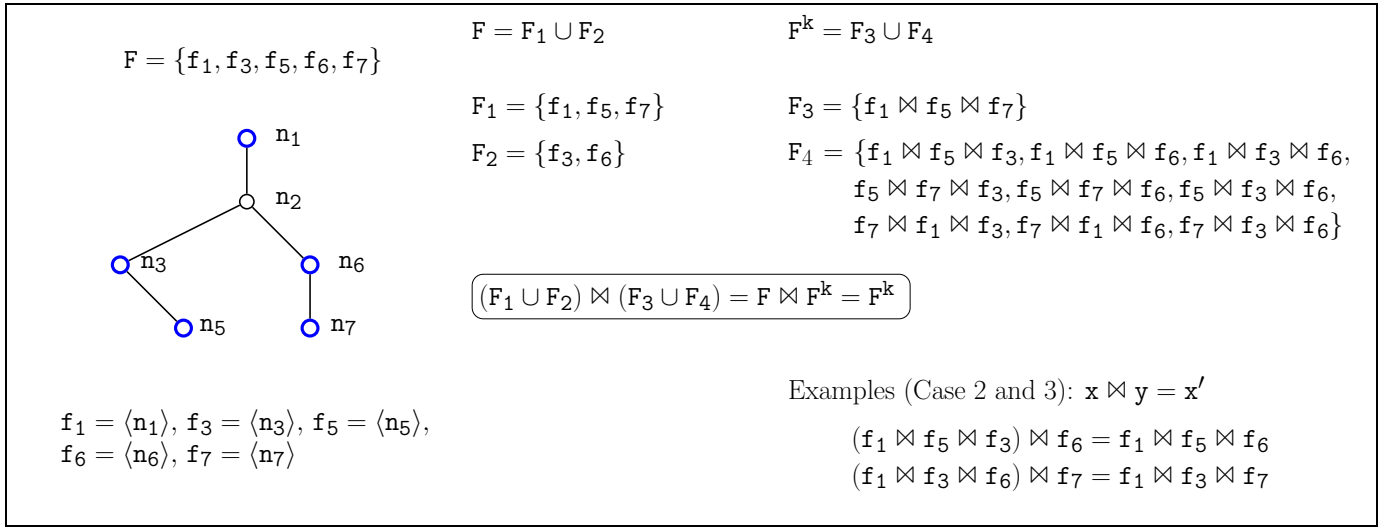 F = {f₁, f₃, f₅, f₆, f₇}
n₁
n₂
n₃
n₆
n₅
n₇
f₁ = ⟨n₁⟩, f₃ = ⟨n₃⟩, f₅ = ⟨n₅⟩,
f₆ = ⟨n₆⟩, f₇ = ⟨n₇⟩
F = F₁ ∪ F₂
F₁ = {f₁, f₅, f₇}
F₂ = {f₃, f₆}
Fᵏ = F₃ ∪ F₄
F₃ = {f₁ ⋈ f₅ ⋈ f₇}
F₄ = {f₁ ⋈ f₅ ⋈ f₃, f₁ ⋈ f₅ ⋈ f₆, f₁ ⋈ f₃ ⋈ f₆,
f₅ ⋈ f₇ ⋈ f₃, f₅ ⋈ f₇ ⋈ f₆, f₅ ⋈ f₃ ⋈ f₆,
f₇ ⋈ f₁ ⋈ f₃, f₇ ⋈ f₁ ⋈ f₆, f₇ ⋈ f₃ ⋈ f₆}
(F₁ ∪ F₂) ⋈ (F₃ ∪ F₄) = F ⋈ Fᵏ = Fᵏ
Examples (Case 2 and 3): x ⋈ y = x′
(f₁ ⋈ f₅ ⋈ f₃) ⋈ f₆ = f₁ ⋈ f₅ ⋈ f₆
(f₁ ⋈ f₃ ⋈ f₆) ⋈ f₇ = f₁ ⋈ f₃ ⋈ f₇